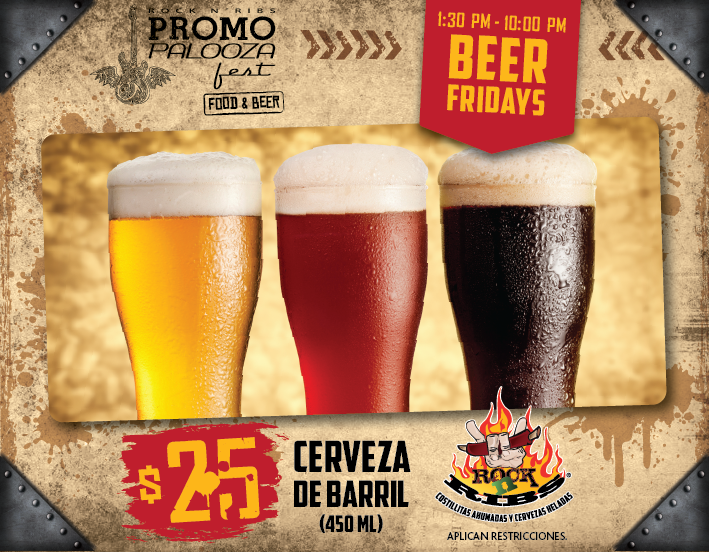 ROCK N RIBS
PROMO
PALOOZA
fest
FOOD & BEER
1:30 PM - 10:00 PM
BEER
FRIDAYS
$25
CERVEZA
DE BARRIL
(450 ML)
ROCK
N
RIBS®
COSTILLITAS AHUMADAS Y CERVEZAS HELADAS
APLICAN RESTRICCIONES.